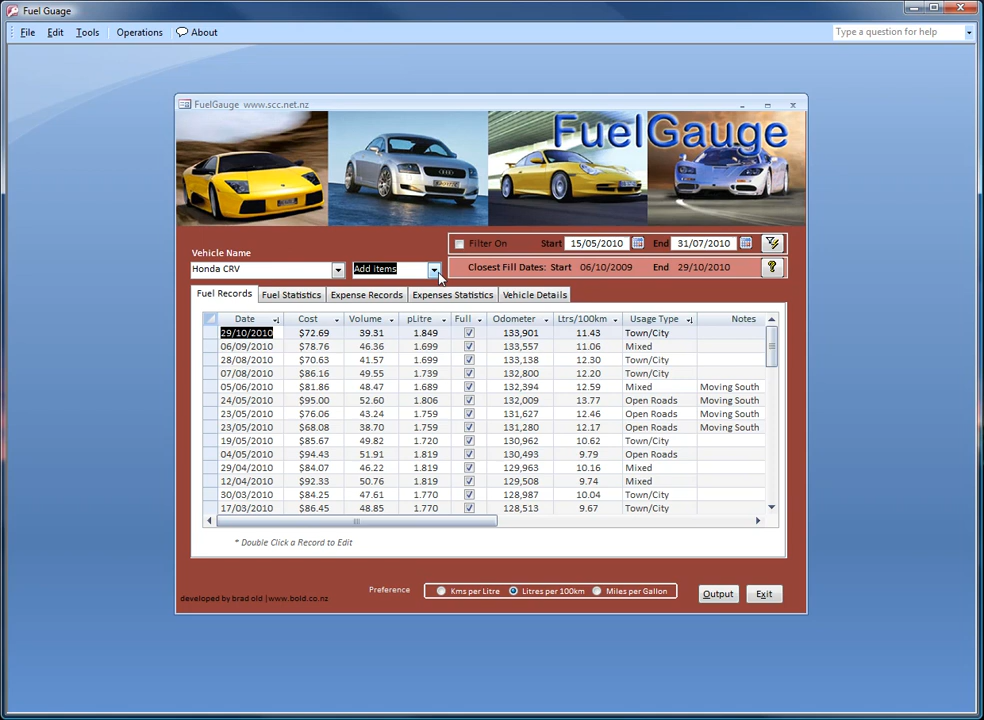 Fuel Guage
File Edit Tools Operations About Type a question for help
FuelGauge www.scc.net.nz
FuelGauge
Filter On Start 15/05/2010 End 31/07/2010
Vehicle Name
Honda CRV Add items Closest Fill Dates: Start 06/10/2009 End 29/10/2010 ?
Fuel Records Fuel Statistics Expense Records Expenses Statistics Vehicle Details
Date Cost Volume pLitre Full Odometer Ltrs/100km Usage Type Notes
29/10/2010 $72.69 39.31 1.849 133,901 11.43 Town/City
06/09/2010 $78.76 46.36 1.699 133,557 11.06 Mixed
28/08/2010 $70.63 41.57 1.699 133,138 12.30 Town/City
07/08/2010 $86.16 49.55 1.739 132,800 12.20 Town/City
05/06/2010 $81.86 48.47 1.689 132,394 12.59 Mixed Moving South
24/05/2010 $95.00 52.60 1.806 132,009 13.77 Open Roads Moving South
23/05/2010 $76.06 43.24 1.759 131,627 12.46 Open Roads Moving South
23/05/2010 $68.08 38.70 1.759 131,280 12.17 Open Roads Moving South
19/05/2010 $85.67 49.82 1.720 130,962 10.62 Town/City
04/05/2010 $94.43 51.91 1.819 130,493 9.79 Open Roads
29/04/2010 $84.07 46.22 1.819 129,963 10.16 Mixed
12/04/2010 $92.33 50.76 1.819 129,508 9.74 Mixed
30/03/2010 $84.25 47.61 1.770 128,987 10.04 Town/City
17/03/2010 $86.45 48.85 1.770 128,513 9.67 Town/City
* Double Click a Record to Edit
Preference Kms per Litre Litres per 100km Miles per Gallon Output Exit
developed by brad old |www.bold.co.nz